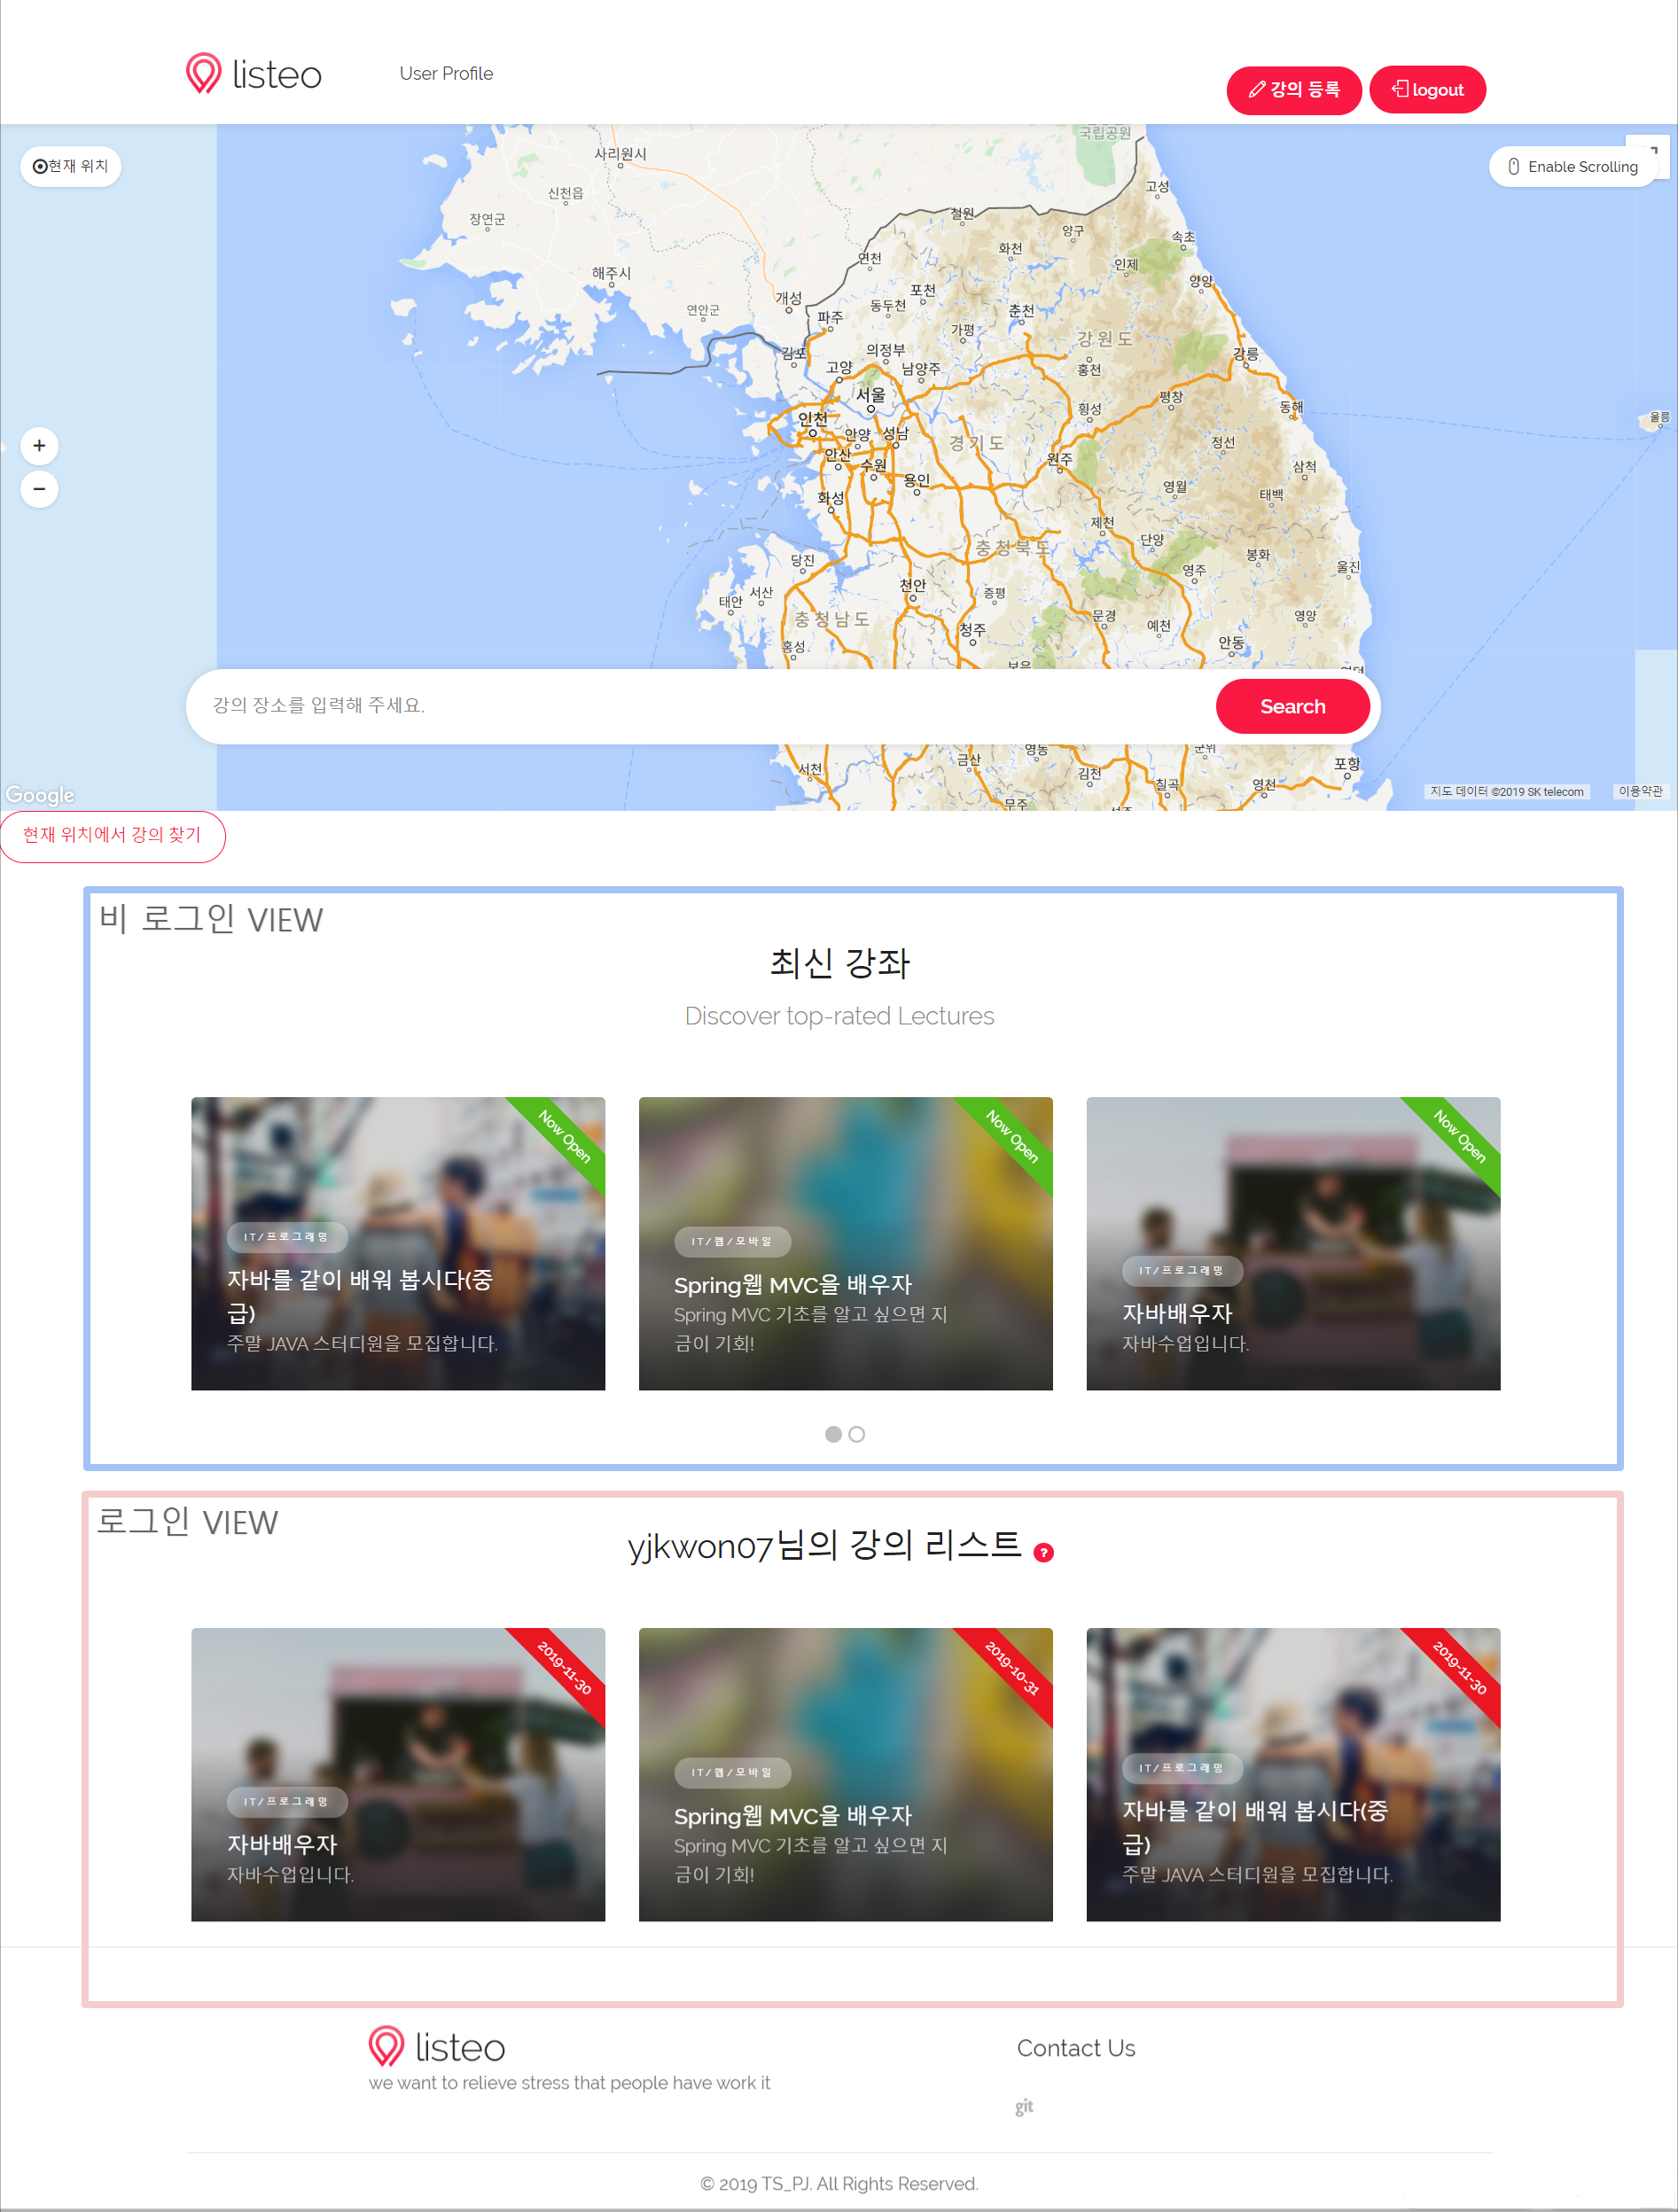 listeo
User Profile
강의 등록
logout
국립공원
사리원시
현재 위치
Enable Scrolling
신천읍
고성
장연군
철원
양구
속초
화천
연천
인제
해주시
양양
개성
포천
동두천
연안군
파주
춘천
가평
강원도
의정부
김포
강릉
고양
남양주
홍천
서울
평창
횡성
동해
울릉
인천
안양
성남
경기도
정선
안산
수원
원주
삼척
용인
영월
화성
태백
제천
충청북도
단양
봉화
당진
영주
울진
천안
서산
증평
태안
충청남도
문경
예천
영양
청주
안동
홍성
보은
강의 장소를 입력해 주세요.
Search
영동
군위
서천
금산
김천
포항
칠곡
영천
무주
Google
지도 데이터 ©2019 SK telecom
이용약관
현재 위치에서 강의 찾기
비 로그인 VIEW
최신 강좌
Discover top-rated Lectures
Now Open
IT/프로그래밍
자바를 같이 배워 봅시다(중
급)
주말 JAVA 스터디원을 모집합니다.
Now Open
IT/웹/모바일
Spring웹 MVC을 배우자
Spring MVC 기초를 알고 싶으면 지
금이 기회!
Now Open
IT/프로그래밍
자바배우자
자바수업입니다.
로그인 VIEW
yjkwon07님의 강의 리스트 ?
2019-11-30
IT/프로그래밍
자바배우자
자바수업입니다.
2019-10-31
IT/웹/모바일
Spring웹 MVC을 배우자
Spring MVC 기초를 알고 싶으면 지
금이 기회!
2019-11-30
IT/프로그래밍
자바를 같이 배워 봅시다(중
급)
주말 JAVA 스터디원을 모집합니다.
listeo
we want to relieve stress that people have work it
Contact Us
git
© 2019 TS_PJ. All Rights Reserved.